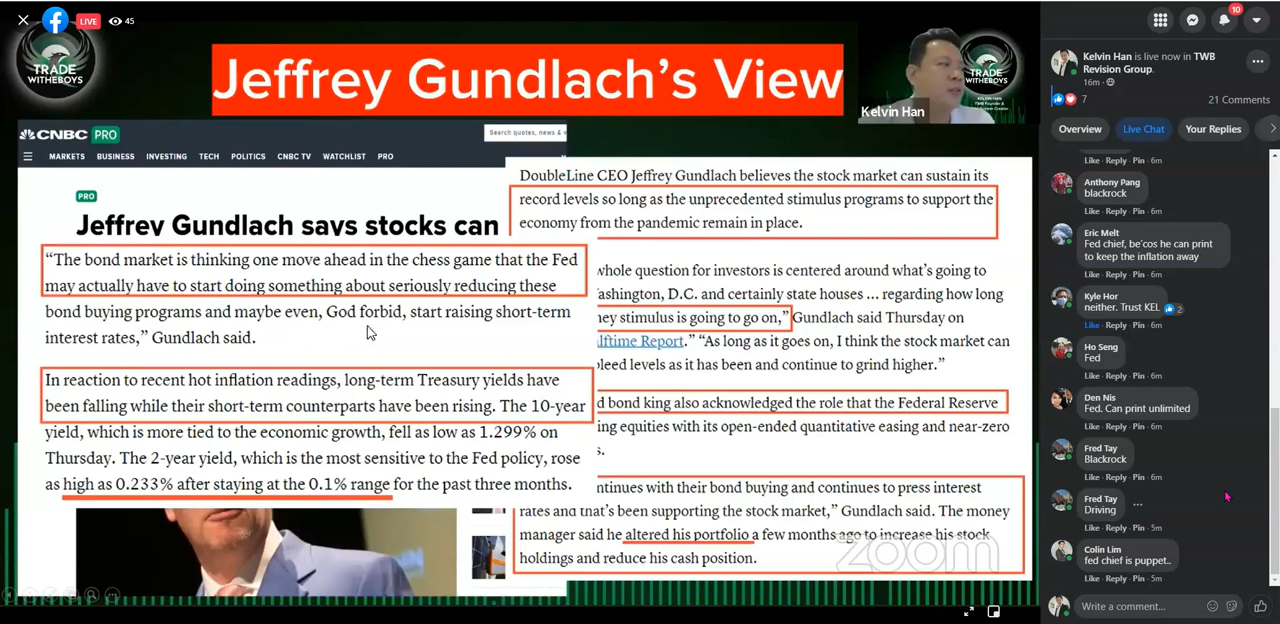 LIVE
45
TRADE
WITHEBOYS
Jeffrey Gundlach's View
TRADE
WITHEBOYS
KELVIN HAN
Kelvin Han
CNBC PRO
Search quotes, news & v
MARKETS BUSINESS INVESTING TECH POLITICS CNBC TV WATCHLIST PRO
PRO
Jeffrey Gundlach says stocks can
“The bond market is thinking one move ahead in the chess game that the Fed
may actually have to start doing something about seriously reducing these
bond buying programs and maybe even, God forbid, start raising short-term
interest rates,” Gundlach said.
In reaction to recent hot inflation readings, long-term Treasury yields have
been falling while their short-term counterparts have been rising. The 10-year
yield, which is more tied to the economic growth, fell as low as 1.299% on
Thursday. The 2-year yield, which is the most sensitive to the Fed policy, rose
as high as 0.233% after staying at the 0.1% range for the past three months.
DoubleLine CEO Jeffrey Gundlach believes the stock market can sustain its
record levels so long as the unprecedented stimulus programs to support the
economy from the pandemic remain in place.
whole question for investors is centered around what's going to
ashington, D.C. and certainly state houses ... regarding how long
ney stimulus is going to go on,” Gundlach said Thursday on
lftime Report.” “As long as it goes on, I think the stock market can
pleed levels as it has been and continue to grind higher.”
d bond king also acknowledged the role that the Federal Reserve
ing equities with its open-ended quantitative easing and near-zero
s.
ntinues with their bond buying and continues to press interest
rates and that's been supporting the stock market,” Gundlach said. The money
manager said he altered his portfolio a few months ago to increase his stock
holdings and reduce his cash position.
zoom
10
Kelvin Han is live now in TWB
Revision Group.
16m
7
21 Comments
Overview Live Chat Your Replies
Like · Reply · Pin · 6m
Anthony Pang
blackrock
Like · Reply · Pin · 6m
Eric Melt
Fed chief, be'cos he can print
to keep the inflation away
Like · Reply · Pin · 6m
Kyle Hor
neither. Trust KEL
2
Like · Reply · Pin · 6m
Ho Seng
Fed
Like · Reply · Pin · 6m
Den Nis
Fed. Can print unlimited
Like · Reply · Pin · 6m
Fred Tay
Blackrock
Like · Reply · Pin · 6m
Fred Tay
Driving
Like · Reply · Pin · 5m
Colin Lim
fed chief is puppet..
Like · Reply · Pin · 5m
Write a comment...